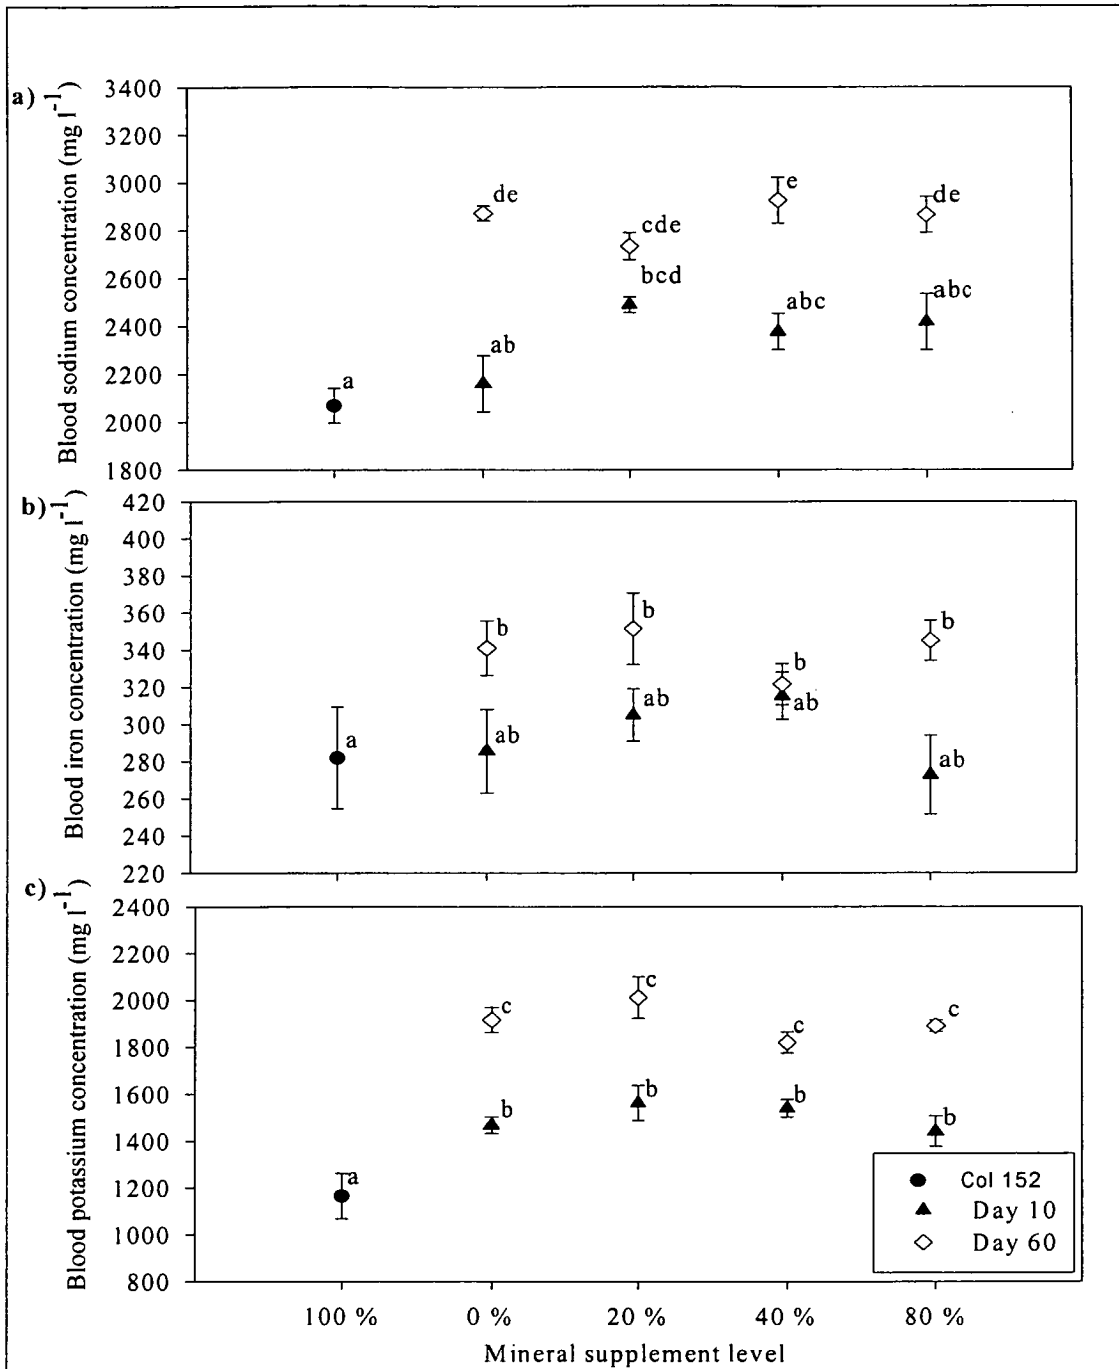 a)
Blood sodium concentration (mg l-1)
3400
3200
3000
2800
2600
2400
2200
2000
1800
a
ab
de
cde
bcd
e
abc
de
abc
b)
Blood iron concentration (mg l-1)
420
400
380
360
340
320
300
280
260
240
220
a
b
ab
b
ab
b
ab
b
ab
c)
Blood potassium concentration (mg l-1)
2400
2200
2000
1800
1600
1400
1200
1000
800
a
c
b
c
b
c
b
c
b
Col 152
Day 10
Day 60
100 %
0 %
20 %
40 %
80 %
Mineral supplement level